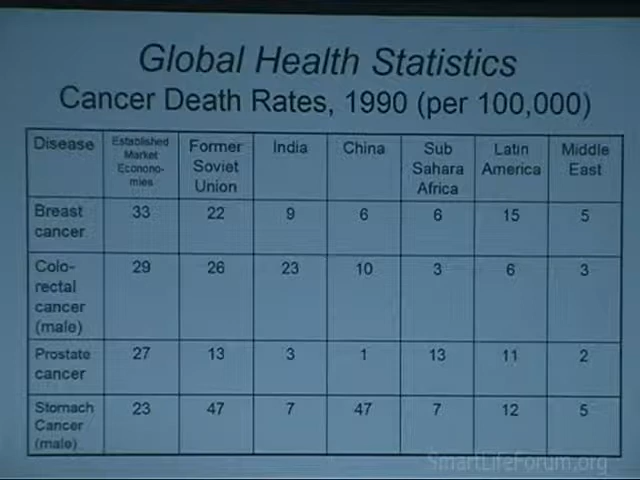 Global Health Statistics
Cancer Death Rates, 1990 (per 100,000)
Disease Established Market Econono-mies Former Soviet Union India China Sub Sahara Africa Latin America Middle East
Breast cancer 33 22 9 6 6 15 5
Colo-rectal cancer (male) 29 26 23 10 3 6 3
Prostate cancer 27 13 3 1 13 11 2
Stomach Cancer (male) 23 47 7 47 7 12 5
SmartLifeForum.org